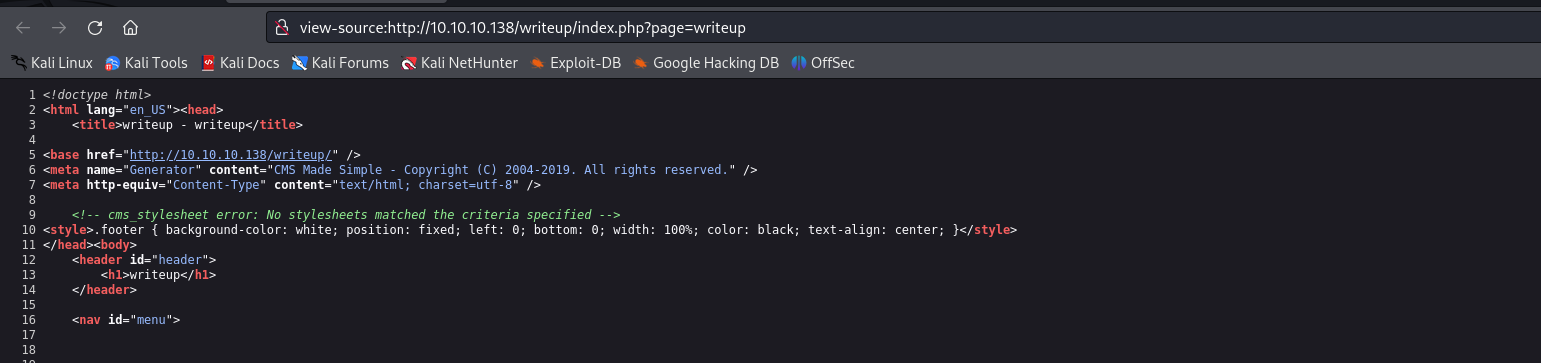 view-source:http://10.10.10.138/writeup/index.php?page=writeup
Kali Linux Kali Tools Kali Docs Kali Forums Kali NetHunter Exploit-DB Google Hacking DB OffSec
1 <!doctype html>
2 <html lang="en_US"><head>
3     <title>writeup - writeup</title>
4
5 <base href="http://10.10.10.138/writeup/" />
6 <meta name="Generator" content="CMS Made Simple - Copyright (C) 2004-2019. All rights reserved." />
7 <meta http-equiv="Content-Type" content="text/html; charset=utf-8" />
8
9     <!-- cms_stylesheet error: No stylesheets matched the criteria specified -->
10 <style>.footer { background-color: white; position: fixed; left: 0; bottom: 0; width: 100%; color: black; text-align: center; }</style>
11 </head><body>
12     <header id="header">
13         <h1>writeup</h1>
14     </header>
15
16     <nav id="menu">
17
18